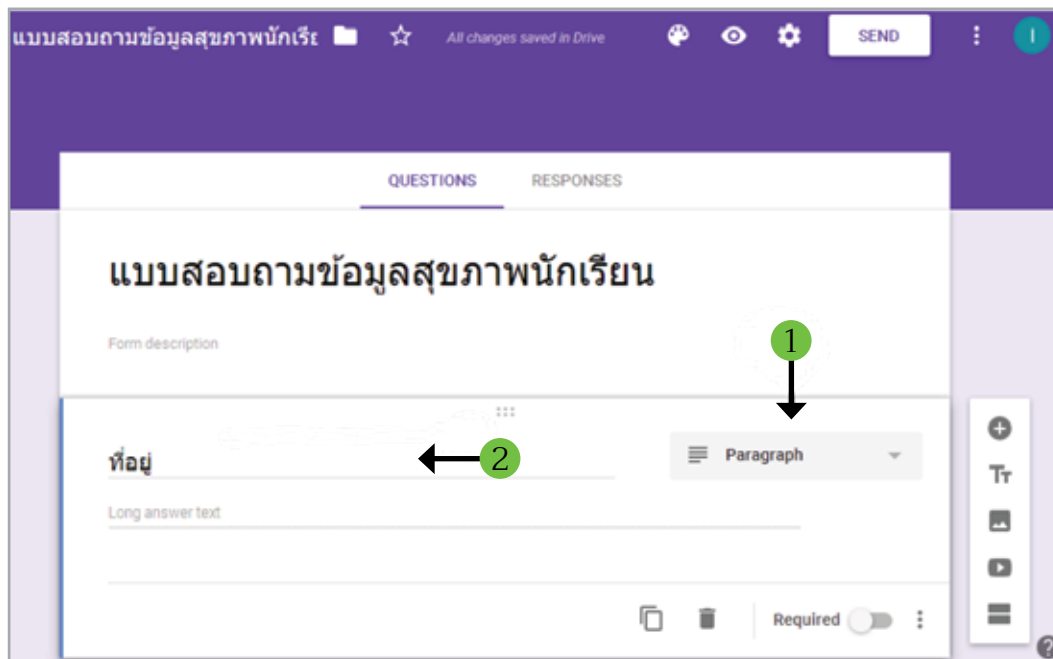 แบบสอบถามข้อมูลสุขภาพนักเรีย All changes saved in Drive SEND I
QUESTIONS RESPONSES
แบบสอบถามข้อมูลสุขภาพนักเรียน
Form description
1
ที่อยู่ 2 Paragraph
Long answer text
Required